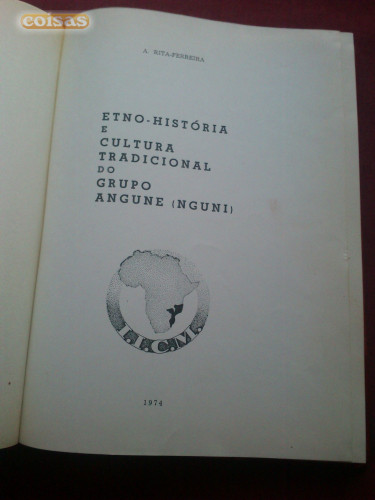 coisas
A. RITA-FERREIRA
ETNO-HISTÓRIA
E
CULTURA
TRADICIONAL
DO
GRUPO
ANGUNE (NGUNI)
I.I.C.M.
1974